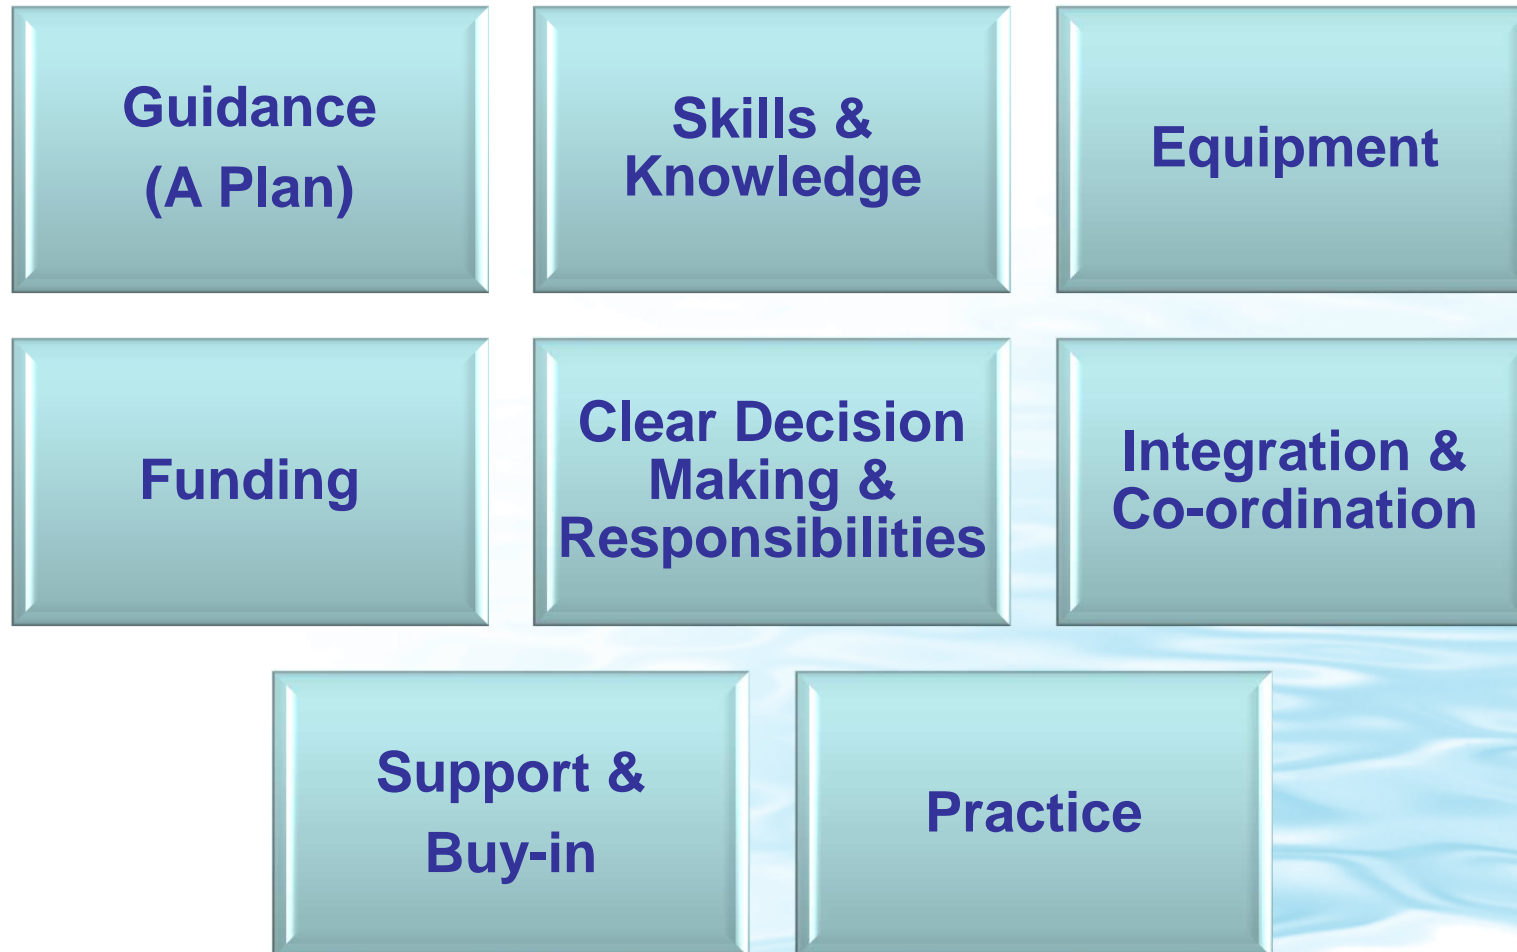 Guidance
(A Plan)
Skills &
Knowledge
Equipment
Funding
Clear Decision
Making &
Responsibilities
Integration &
Co-ordination
Support &
Buy-in
Practice